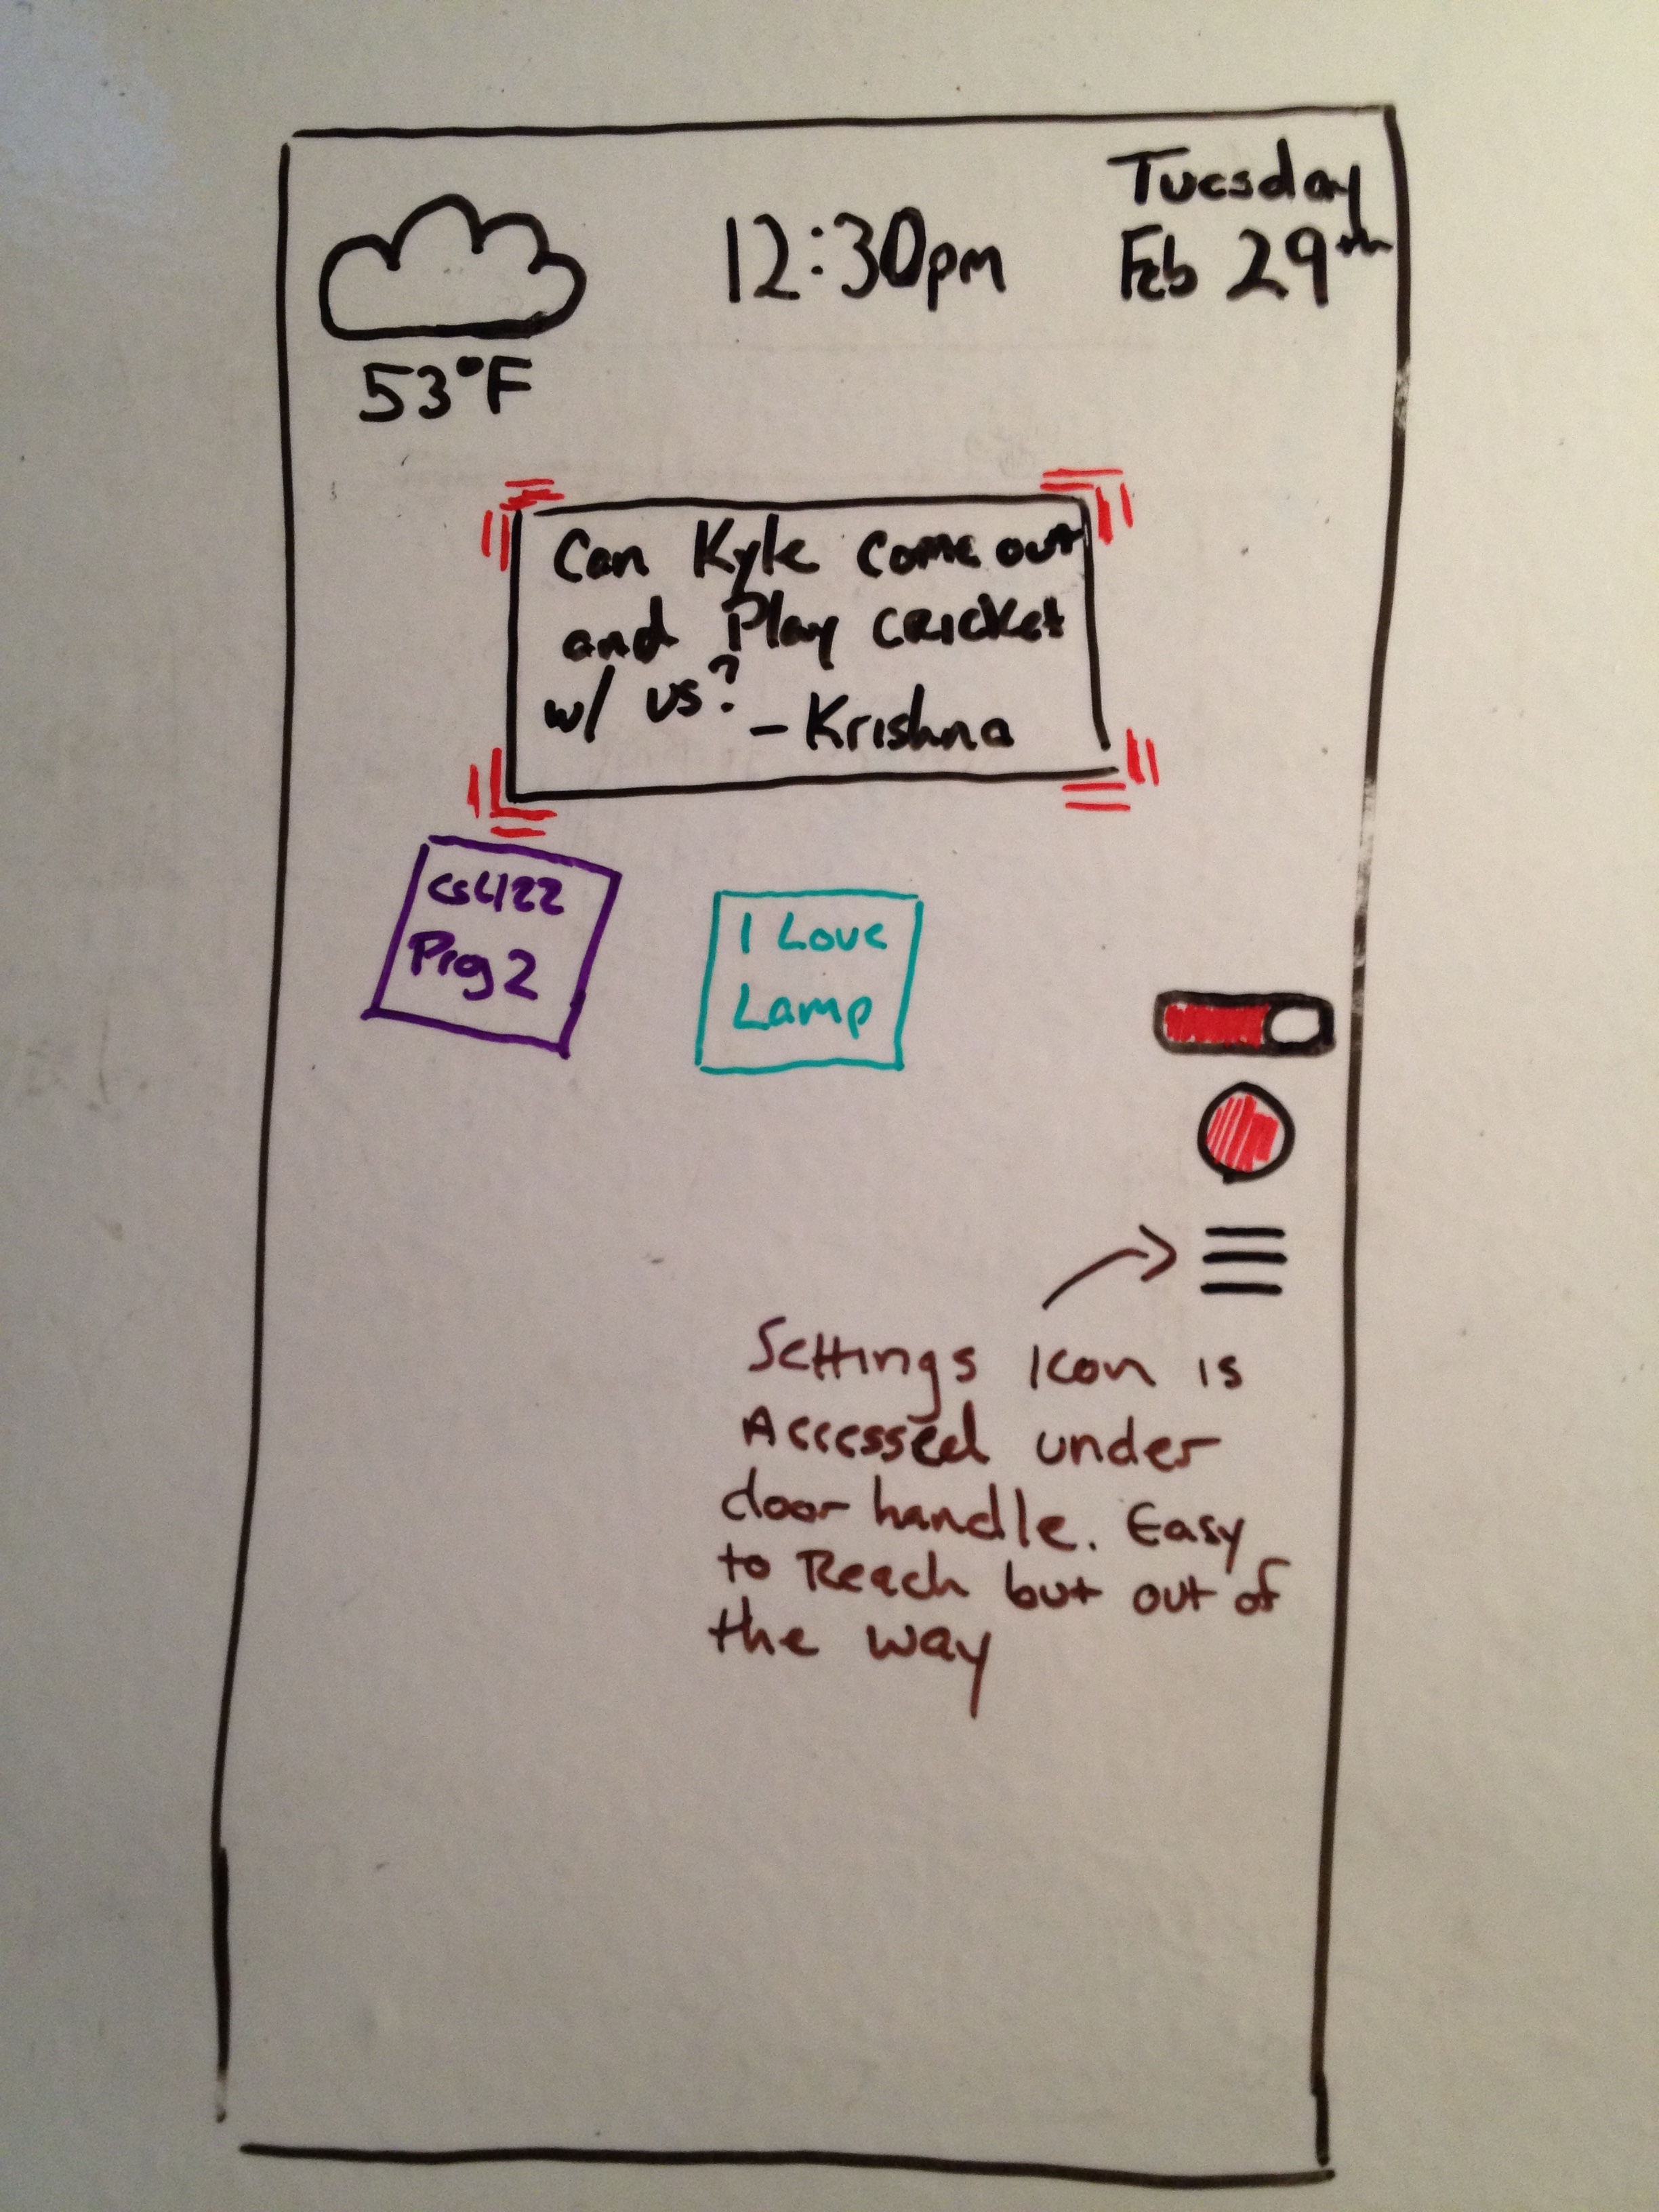 53°F
12:30pm
Tuesday
Feb 29th
Can Kyle come out
and Play cricket
w/ us?
- Krishna
cs422
Prog 2
I Love
Lamp
Settings Icon is
Accessed under
door handle. Easy
to Reach but out of
the way